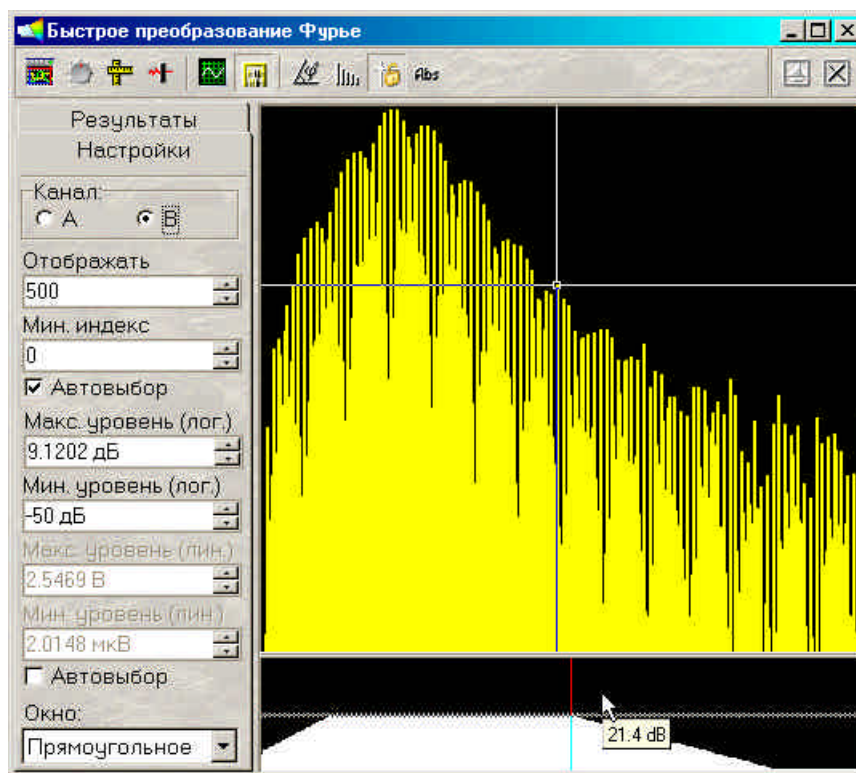 Быстрое преобразование Фурье
Abs
Результаты
Настройки
Канал:
A B
Отображать
500
Мин. индекс
0
Автовыбор
Макс. уровень (лог.)
9.1202 дБ
Мин. уровень (лог.)
-50 дБ
Макс. уровень (лин.)
2.5469 В
Мин. уровень (лин.)
2.0148 мкВ
Автовыбор
Окно:
Прямоугольное
21.4 dB